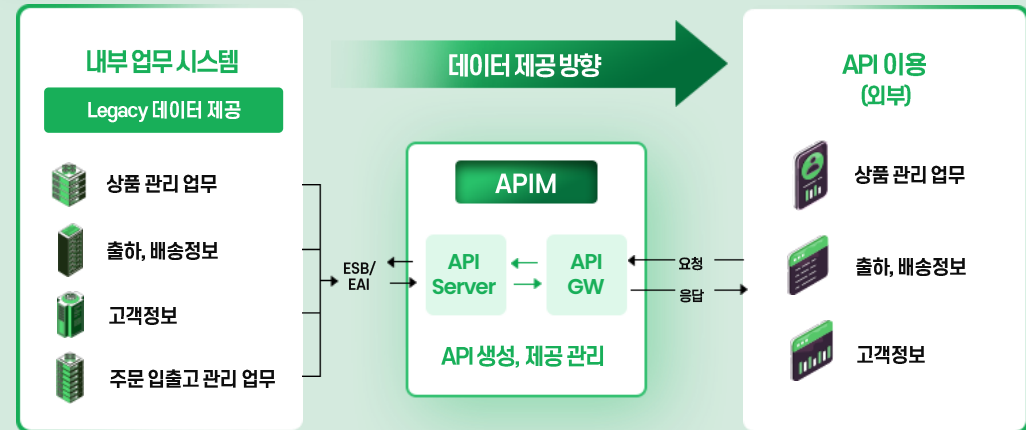 내부 업무 시스템
Legacy 데이터 제공
상품 관리 업무
출하, 배송정보
고객정보
주문 입출고 관리 업무
데이터 제공 방향
ESB/
EAI
APIM
API
Server
API
GW
API 생성, 제공 관리
요청
응답
API 이용
(외부)
상품 관리 업무
출하, 배송정보
고객정보